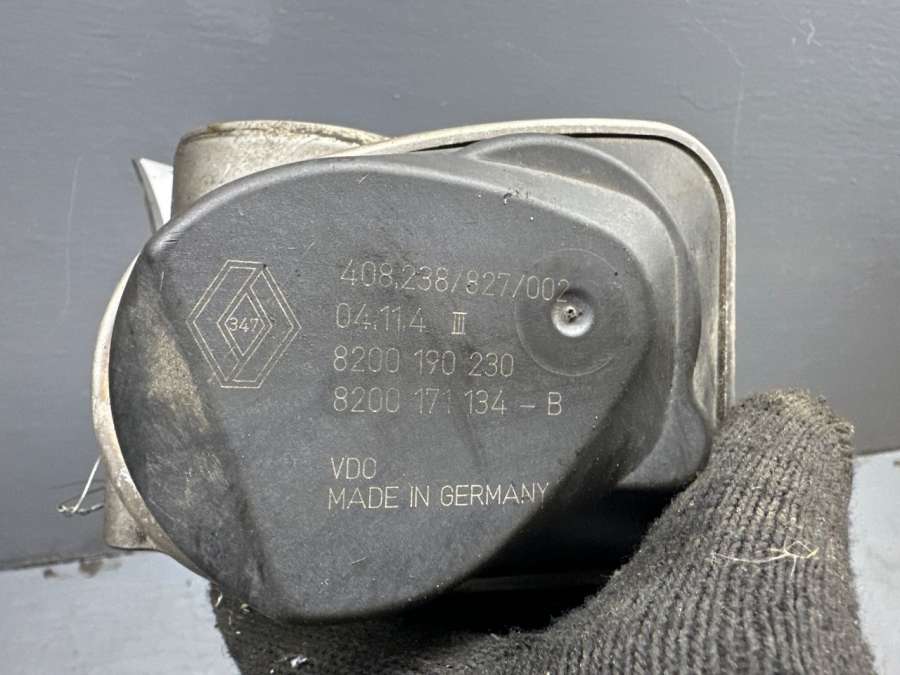 347
408.238/827/002
04.11.4 III
8200 190 230
8200 171 134 - B
VDO
MADE IN GERMANY